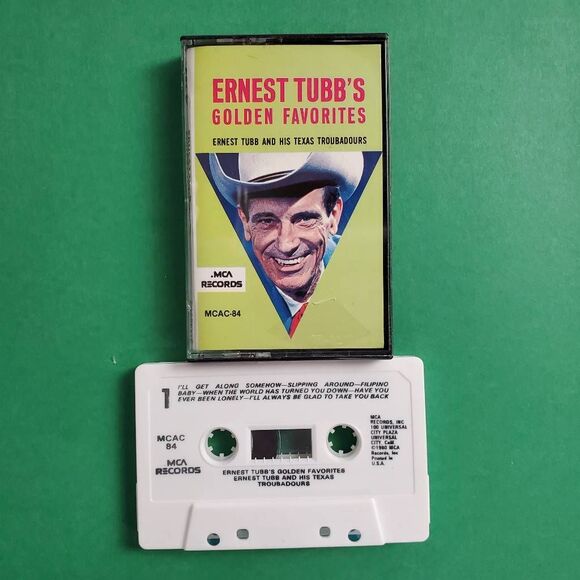 ERNEST TUBB'S
GOLDEN FAVORITES
ERNEST TUBB AND HIS TEXAS TROUBADOURS
.MCA
RECORDS
MCAC-84
1
I'LL GET ALONG SOMEHOW—SLIPPING AROUND—FILIPINO
BABY—WHEN THE WORLD HAS TURNED YOU DOWN—HAVE YOU
EVER BEEN LONELY—I'LL ALWAYS BE GLAD TO TAKE YOU BACK
MCAC
84
MCA
RECORDS
MCA
RECORDS, INC
100 UNIVERSAL
CITY PLAZA
UNIVERSAL
CITY, Calif.
©1980 MCA
Records, Inc
Printed in
U.S.A.
ERNEST TUBB'S GOLDEN FAVORITES
ERNEST TUBB AND HIS TEXAS
TROUBADOURS